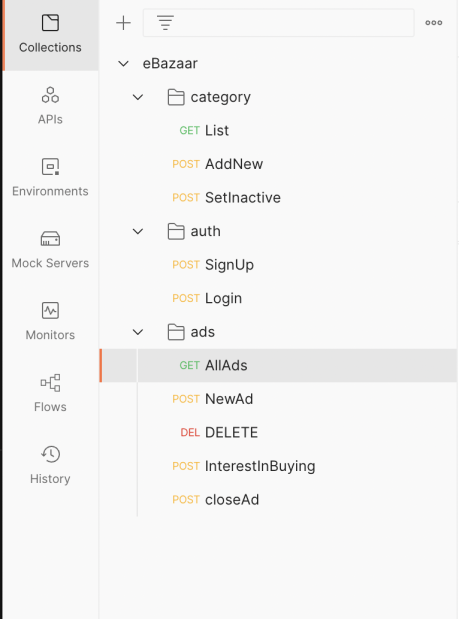 Collections
APIs
Environments
Mock Servers
Monitors
Flows
History
eBazaar
category
GET List
POST AddNew
POST SetInactive
auth
POST SignUp
POST Login
ads
GET AllAds
POST NewAd
DEL DELETE
POST InterestInBuying
POST closeAd